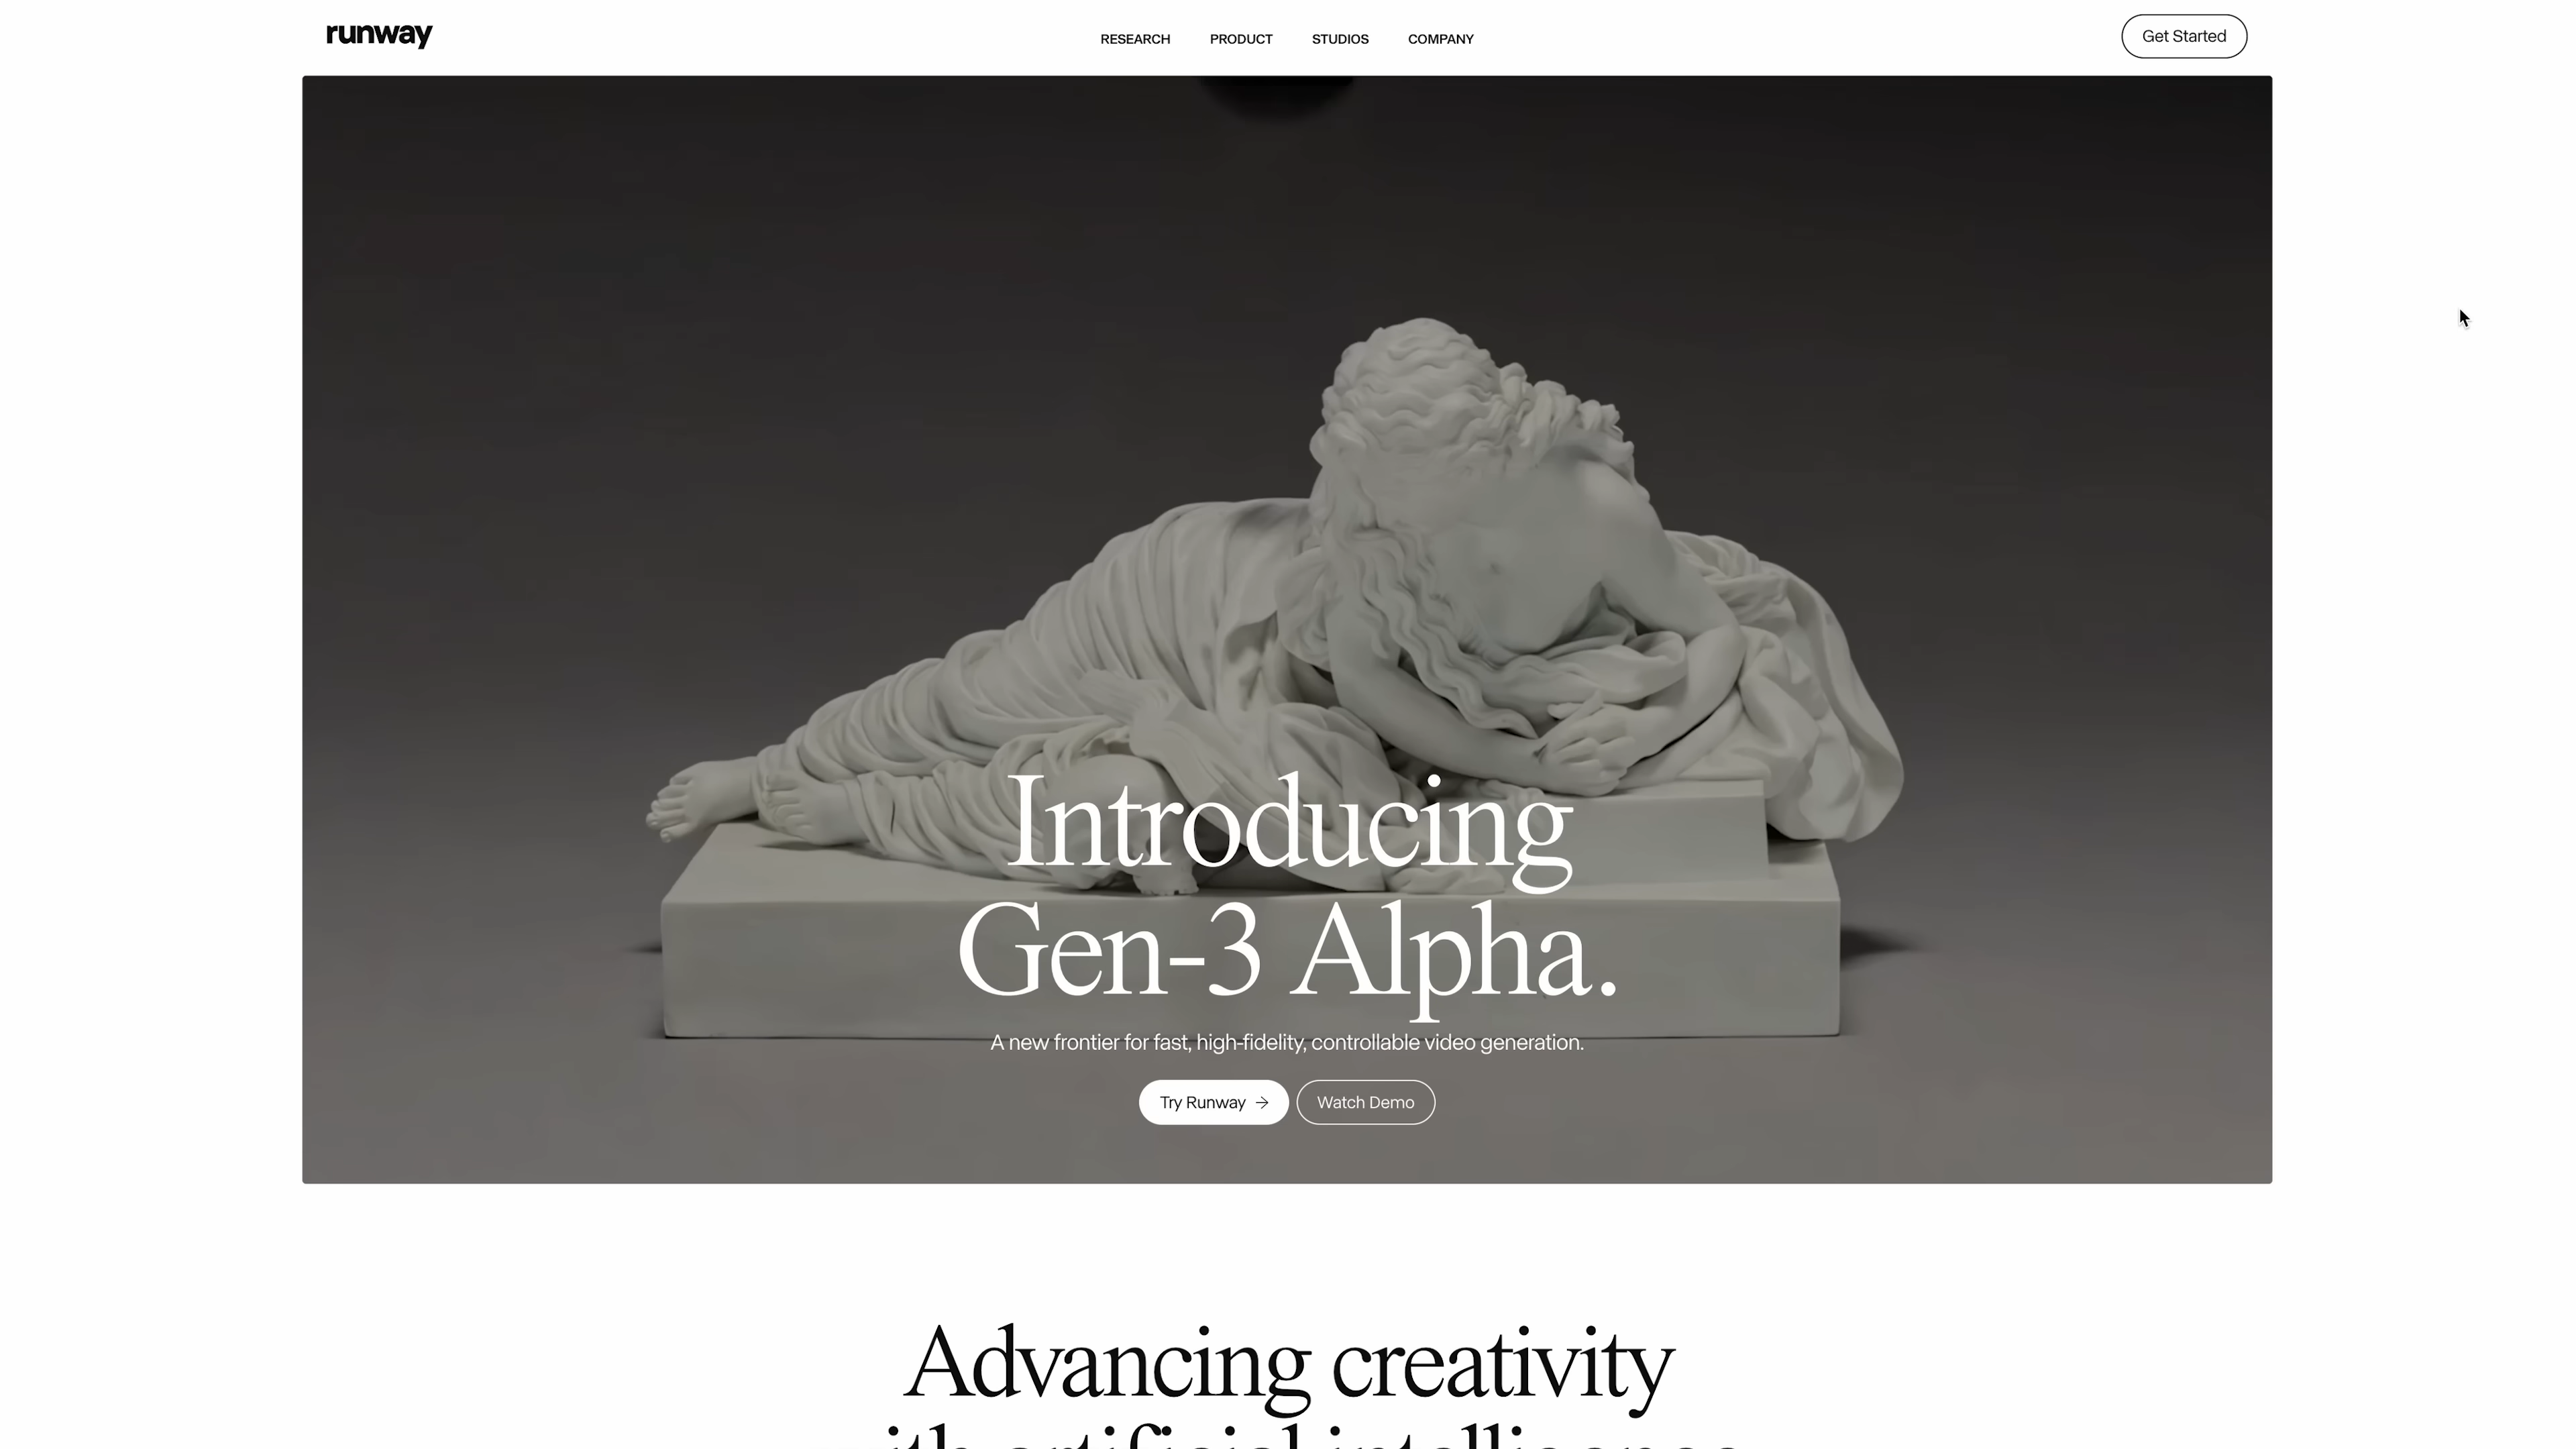 runway
RESEARCH PRODUCT STUDIOS COMPANY
Get Started
Introducing
Gen-3 Alpha.
A new frontier for fast, high-fidelity, controllable video generation.
Try Runway →
Watch Demo
Advancing creativity
with artificial intelligence